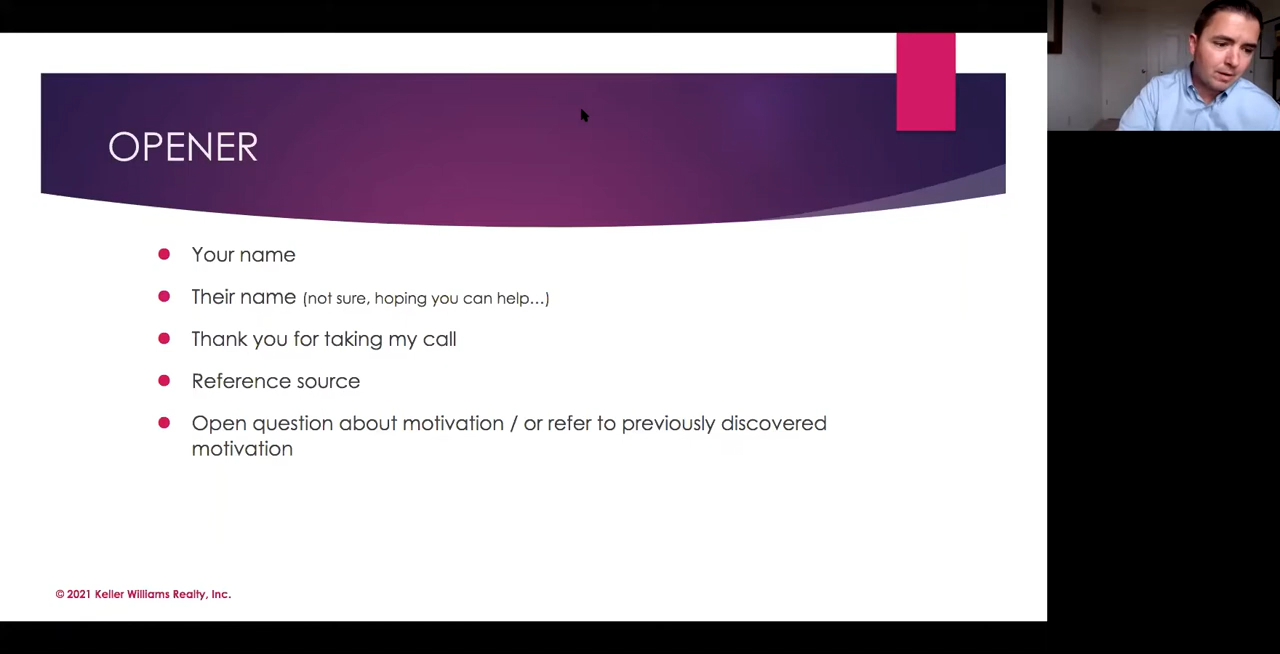 OPENER
Your name
Their name (not sure, hoping you can help...)
Thank you for taking my call
Reference source
Open question about motivation / or refer to previously discovered
motivation
© 2021 Keller Williams Realty, Inc.